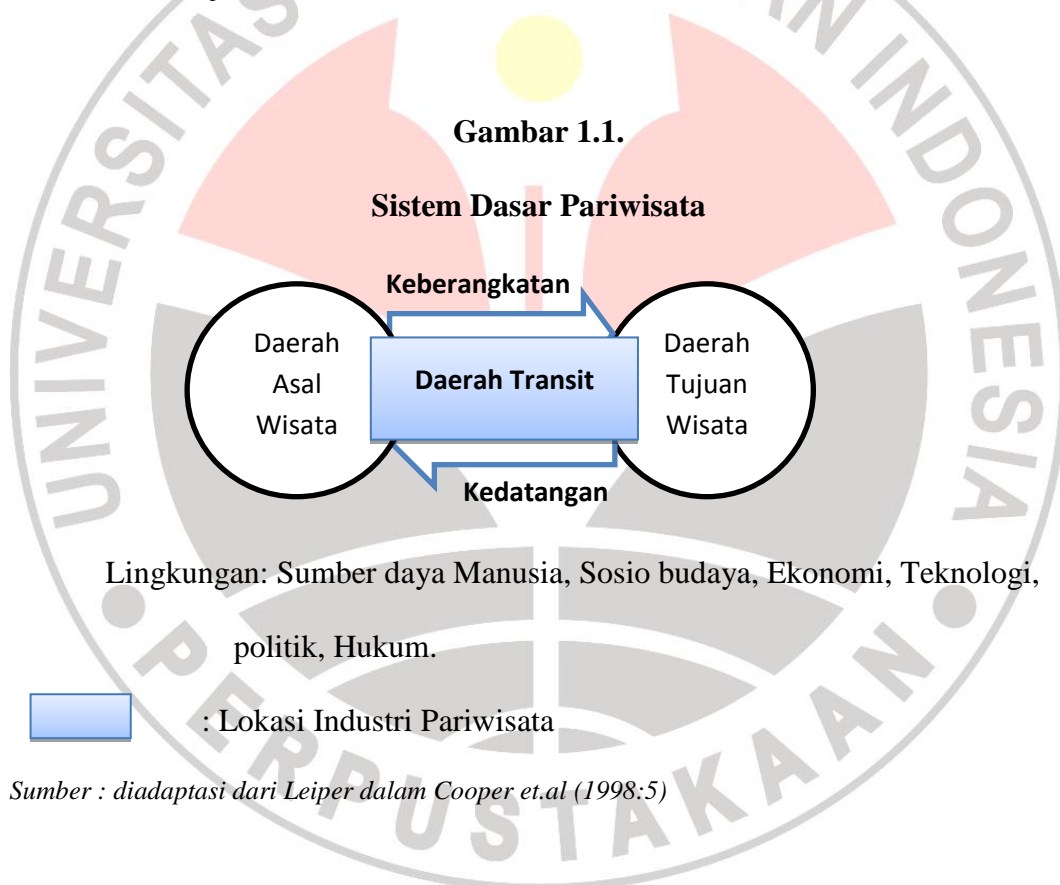 Gambar 1.1.
Sistem Dasar Pariwisata
Keberangkatan
Daerah
Asal
Wisata
Daerah Transit
Daerah
Tujuan
Wisata
Kedatangan
Lingkungan: Sumber daya Manusia, Sosio budaya, Ekonomi, Teknologi,
politik, Hukum.
: Lokasi Industri Pariwisata
Sumber : diadaptasi dari Leiper dalam Cooper et.al (1998:5)
PERPUSTAKAAN